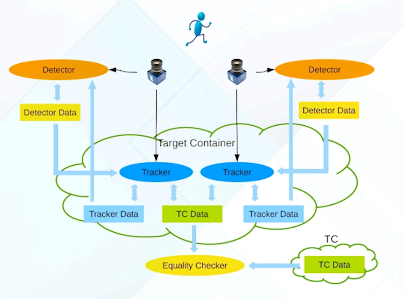 Detector
Detector
Detector Data
Detector Data
Target Container
Tracker
Tracker
Tracker Data
TC Data
Tracker Data
TC
Equality Checker
TC Data